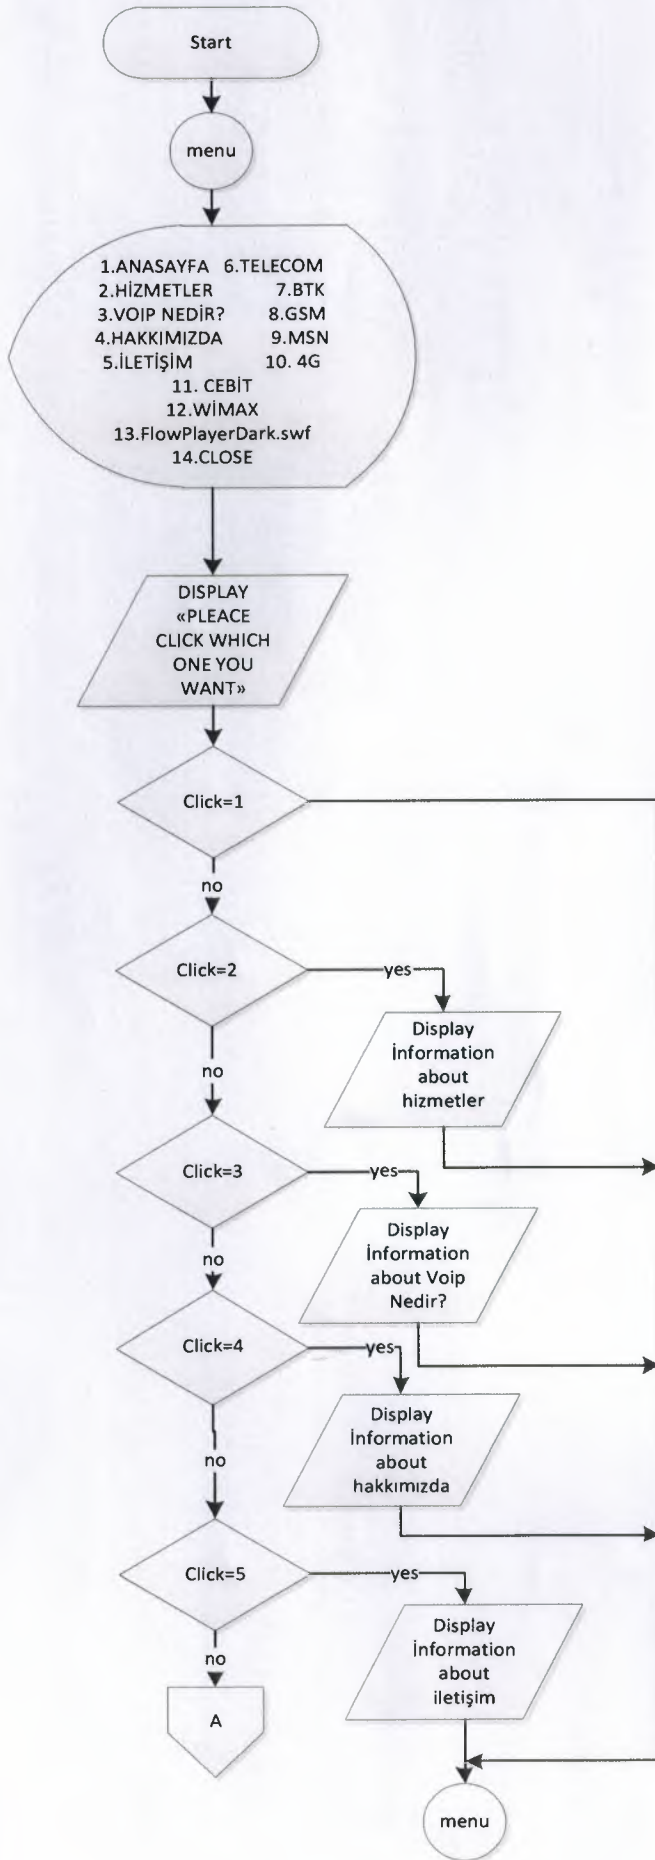 Start
menu
1.ANASAYFA 6.TELECOM
2.HİZMETLER 7.BTK
3.VOIP NEDİR? 8.GSM
4.HAKKIMIZDA 9.MSN
5.İLETİŞİM 10. 4G
11. CEBİT
12.WİMAX
13.FlowPlayerDark.swf
14.CLOSE
DISPLAY
«PLEACE
CLICK WHICH
ONE YOU
WANT»
Click=1
no
Click=2
yes
Display
İnformation
about
hizmetler
no
Click=3
yes
Display
İnformation
about Voip
Nedir?
no
Click=4
yes
Display
İnformation
about
hakkımızda
no
Click=5
yes
Display
İnformation
about
iletişim
no
A
menu